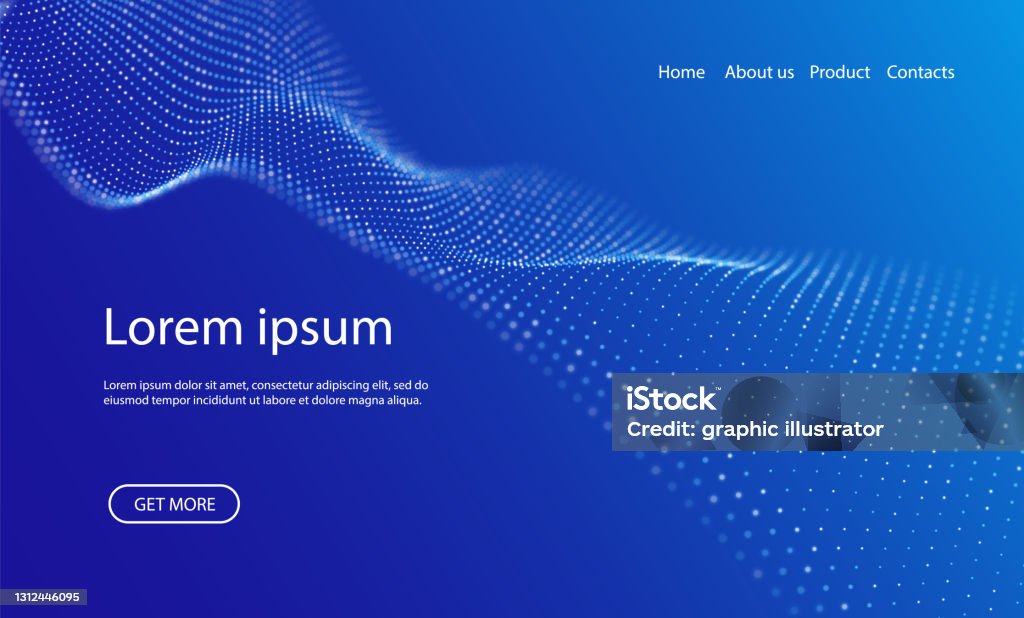 Home About us Product Contacts
Lorem ipsum
Lorem ipsum dolor sit amet, consectetur adipiscing elit, sed do
eiusmod tempor incididunt ut labore et dolore magna aliqua.
iStock™
Credit: graphic illustrator
GET MORE
1312446095